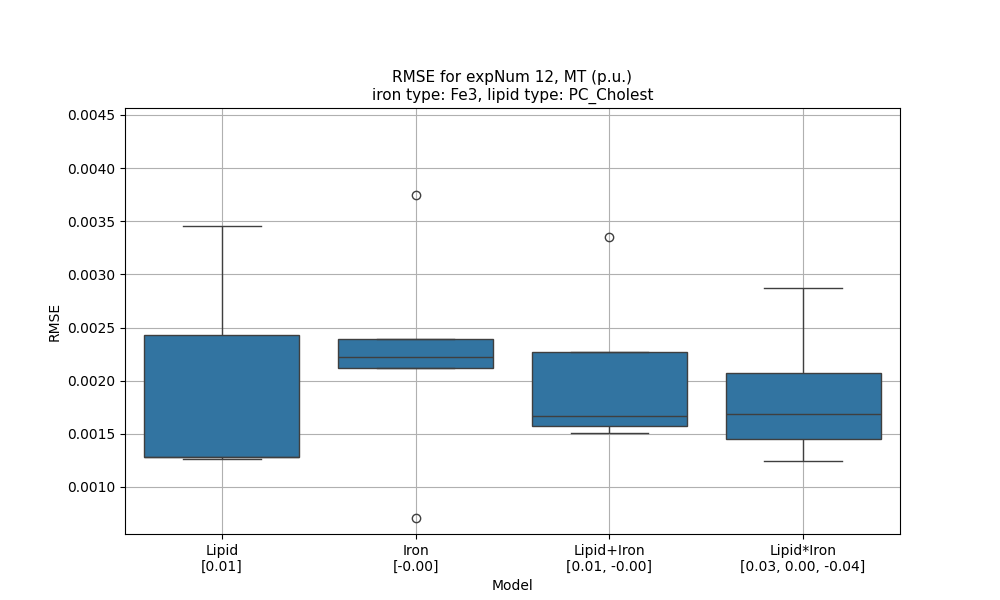 RMSE for expNum 12, MT (p.u.)
iron type: Fe3, lipid type: PC_Cholest
0.0045
0.0040
0.0035
0.0030
0.0025
0.0020
0.0015
0.0010
RMSE
Lipid
[0.01]
Iron
[-0.00]
Lipid+Iron
[0.01, -0.00]
Lipid*Iron
[0.03, 0.00, -0.04]
Model